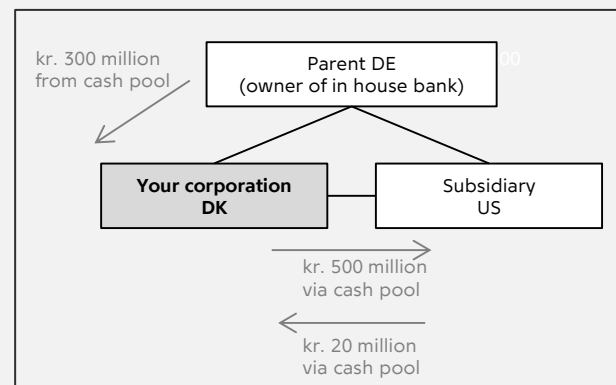 kr. 300 million
from cash pool
Parent DE
(owner of in house bank)
00
Your corporation
DK
Subsidiary
US
kr. 500 million
via cash pool
kr. 20 million
via cash pool